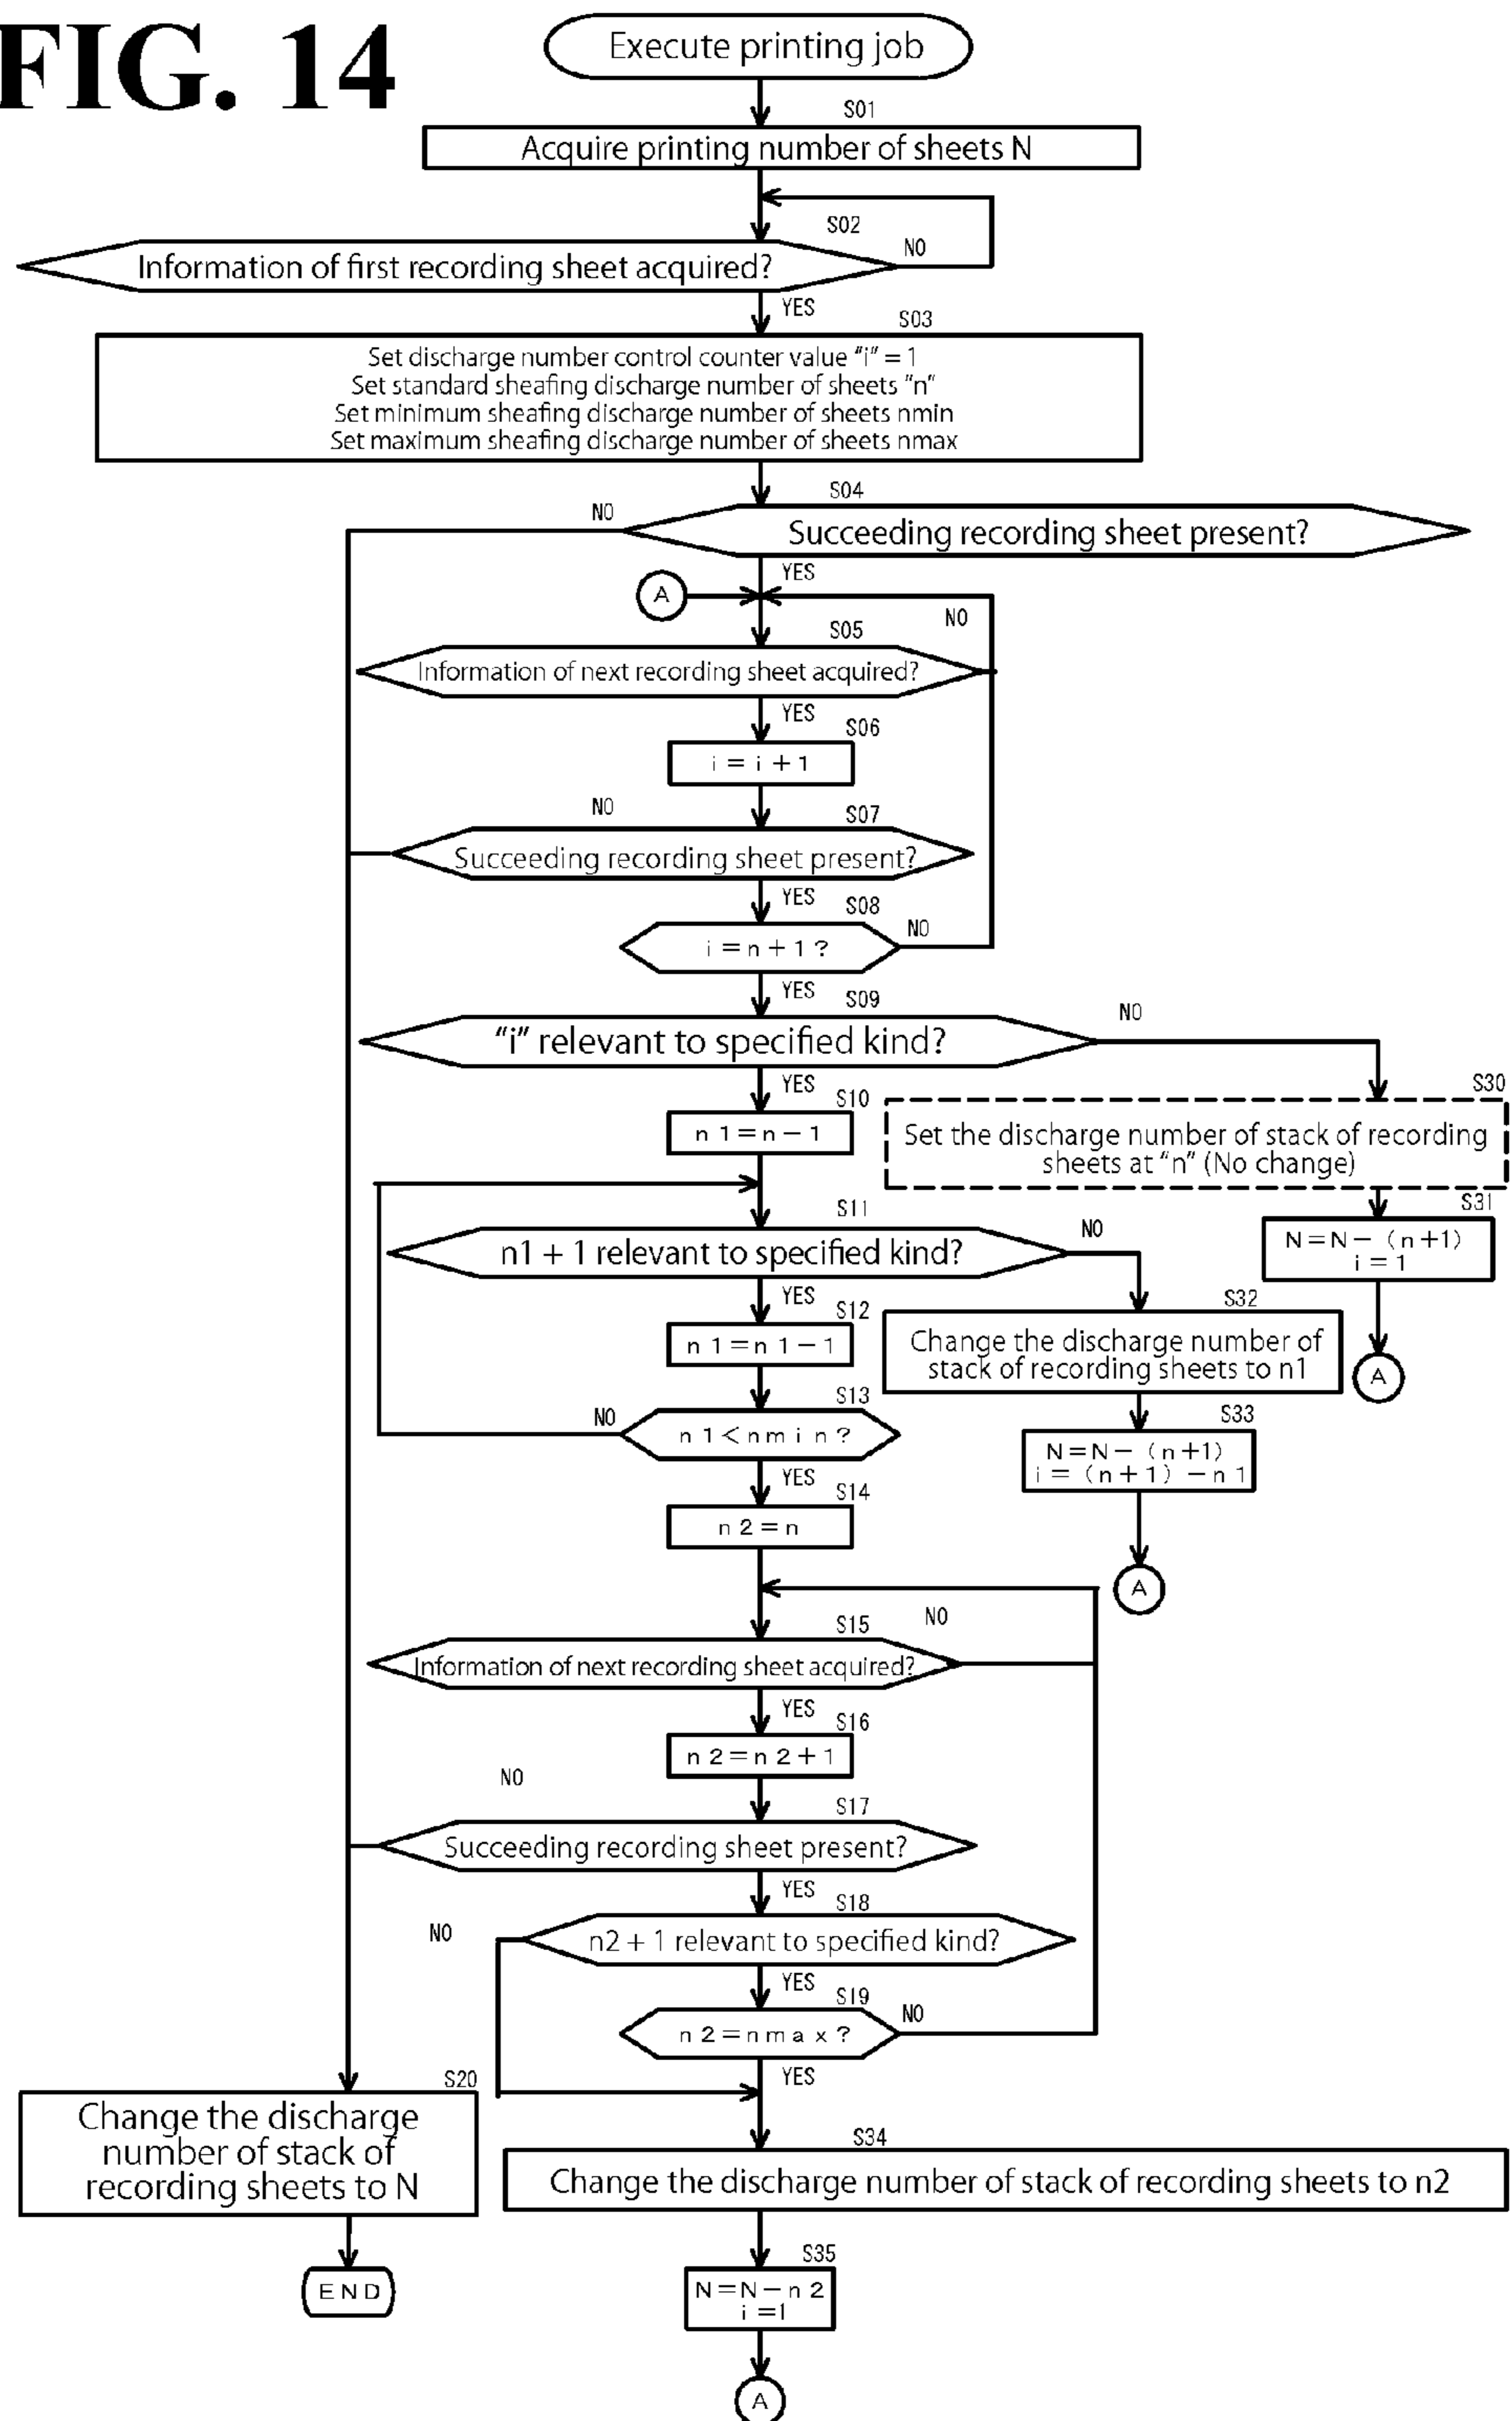 FIG. 14
Execute printing job
S01
Acquire printing number of sheets N
S02
NO
Information of first recording sheet acquired?
YES
S03
Set discharge number control counter value "i" = 1
Set standard sheafing discharge number of sheets "n"
Set minimum sheafing discharge number of sheets nmin
Set maximum sheafing discharge number of sheets nmax
S04
NO
Succeeding recording sheet present?
YES
A
NO
S05
Information of next recording sheet acquired?
YES
S06
i = i + 1
NO
S07
Succeeding recording sheet present?
YES
S08
i = n + 1 ?
NO
YES
S09
NO
"i" relevant to specified kind?
YES
S10
n 1 = n − 1
S30
Set the discharge number of stack of recording
sheets at "n" (No change)
S31
N = N − (n+1)
i = 1
A
S11
NO
n1 + 1 relevant to specified kind?
YES
S12
n 1 = n 1 − 1
S32
Change the discharge number of
stack of recording sheets to n1
S13
NO
n 1 < n m i n ?
S33
N = N − (n+1)
i = (n+1) − n 1
A
YES
S14
n 2 = n
NO
S15
Information of next recording sheet acquired?
YES
S16
n 2 = n 2 + 1
NO
S17
Succeeding recording sheet present?
YES
S18
NO
n2 + 1 relevant to specified kind?
YES
S19
NO
n 2 = n m a x ?
YES
S20
Change the discharge
number of stack of
recording sheets to N
END
S34
Change the discharge number of stack of recording sheets to n2
S35
N = N − n 2
i = 1
A